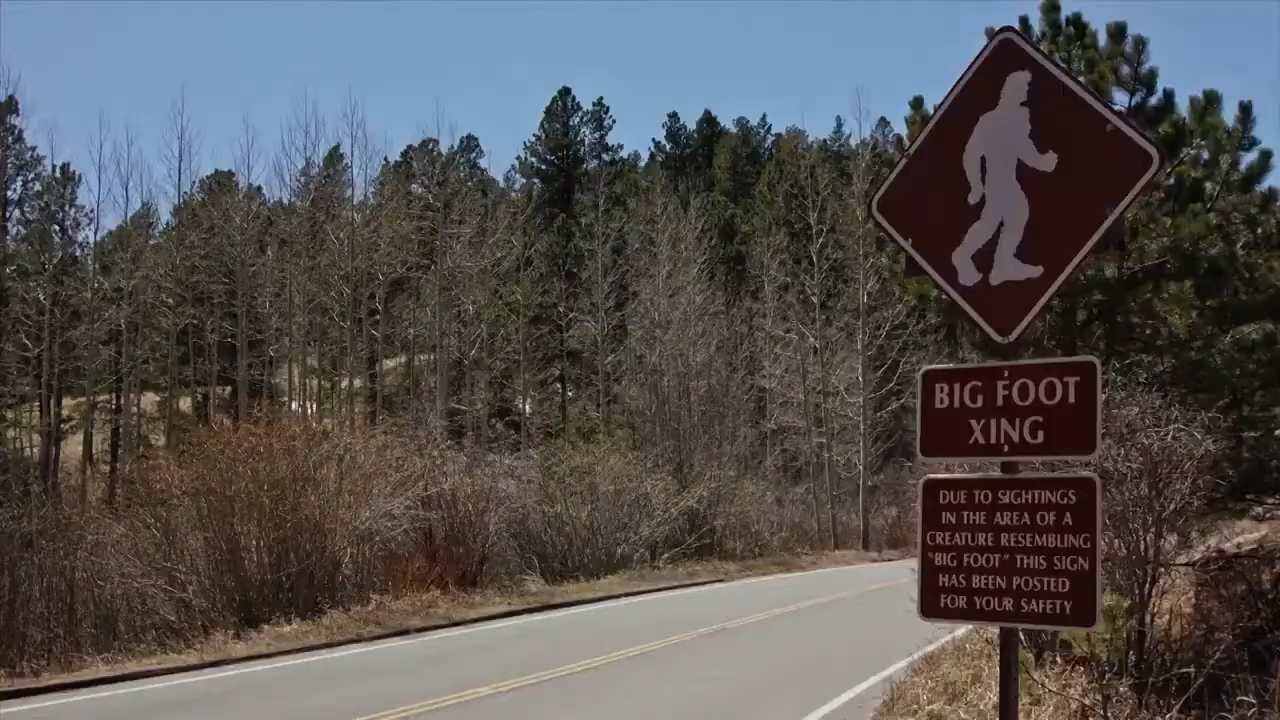 BIG FOOT
XING
DUE TO SIGHTINGS
IN THE AREA OF A
CREATURE RESEMBLING
"BIG FOOT" THIS SIGN
HAS BEEN POSTED
FOR YOUR SAFETY